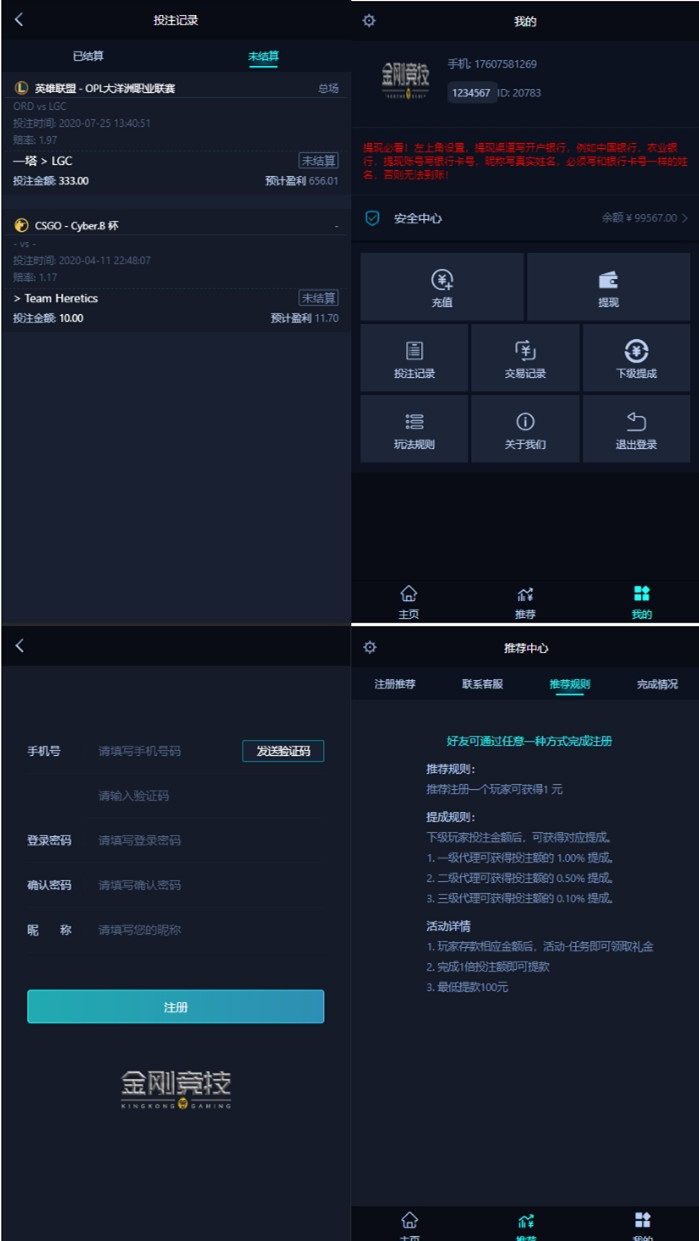 投注记录
已结算 未结算
英雄联盟 - OPL大洋洲职业联赛 总场
ORD vs LGC
投注时间: 2020-07-25 13:40:51
赔率: 1.97
一塔 > LGC 未结算
投注金额: 333.00 预计盈利 656.01
CSGO - Cyber.B 杯 -
- vs -
投注时间: 2020-04-11 22:48:07
赔率: 1.17
> Team Heretics 未结算
投注金额: 10.00 预计盈利 11.70
我的
金刚竞技
手机: 17607581269
1234567 ID: 20783
提现必看！左上角设置，提现渠道写开户银行，例如中国银行，农业银
行，提现账号写银行卡号，昵称写真实姓名，必须写和银行卡号一样的姓
名，否则无法到账！
安全中心 余额 ¥ 99567.00
充值 提现
投注记录 交易记录 下级提成
玩法规则 关于我们 退出登录
主页 推荐 我的
手机号 请填写手机号码 发送验证码
请输入验证码
登录密码 请填写登录密码
确认密码 请填写确认密码
昵 称 请填写您的昵称
注册
金刚竞技
KINGKONG GAMING
推荐中心
注册推荐 联系客服 推荐规则 完成情况
好友可通过任意一种方式完成注册
推荐规则：
推荐注册一个玩家可获得1 元
提成规则：
下级玩家投注金额后，可获得对应提成。
1. 一级代理可获得投注额的 1.00% 提成。
2. 二级代理可获得投注额的 0.50% 提成。
3. 三级代理可获得投注额的 0.10% 提成。
活动详情
1. 玩家存款相应金额后，活动-任务即可领取礼金
2. 完成1倍投注额即可提款
3. 最低提款100元
主页 推荐 我的